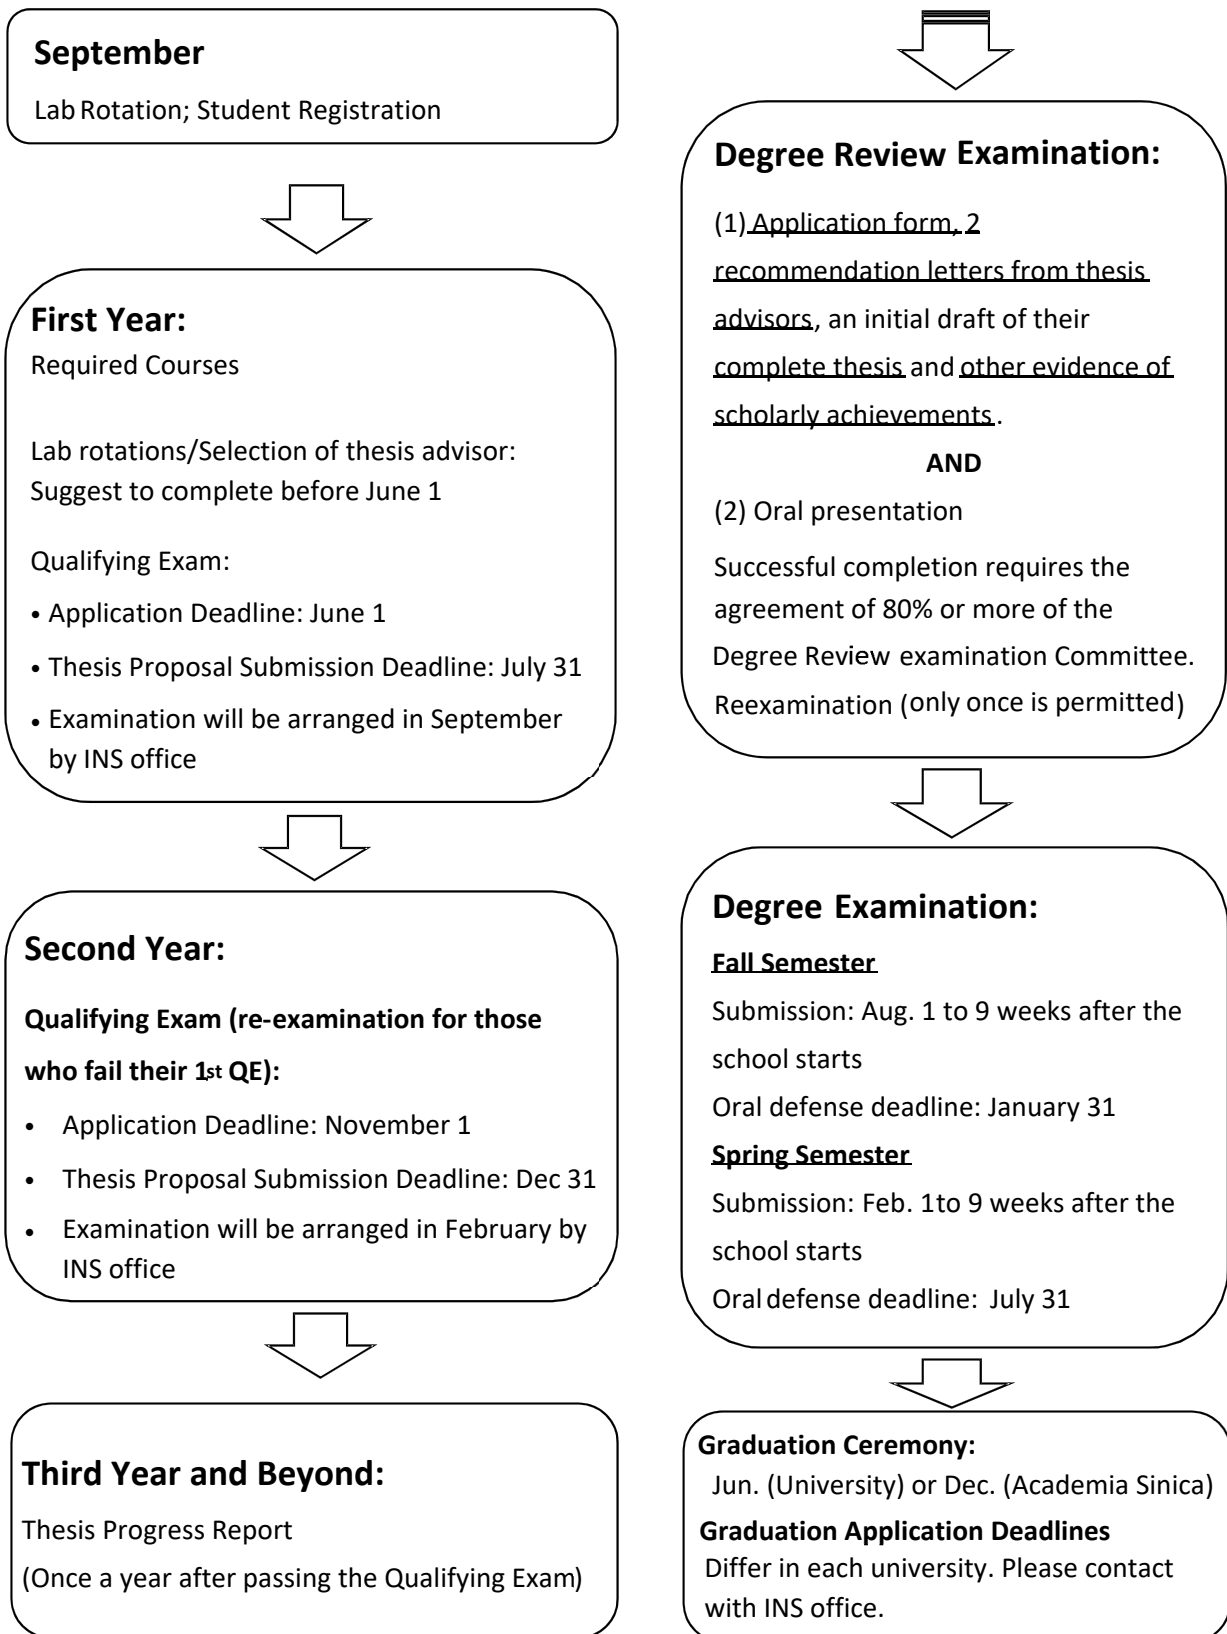 September
Lab Rotation; Student Registration
First Year:
Required Courses
Lab rotations/Selection of thesis advisor:
Suggest to complete before June 1
Qualifying Exam:
• Application Deadline: June 1
• Thesis Proposal Submission Deadline: July 31
• Examination will be arranged in September
by INS office
Second Year:
Qualifying Exam (re-examination for those
who fail their 1st QE):
• Application Deadline: November 1
• Thesis Proposal Submission Deadline: Dec 31
• Examination will be arranged in February by
INS office
Third Year and Beyond:
Thesis Progress Report
(Once a year after passing the Qualifying Exam)
Degree Review Examination:
(1) Application form, 2
recommendation letters from thesis
advisors, an initial draft of their
complete thesis and other evidence of
scholarly achievements.
AND
(2) Oral presentation
Successful completion requires the
agreement of 80% or more of the
Degree Review examination Committee.
Reexamination (only once is permitted)
Degree Examination:
Fall Semester
Submission: Aug. 1 to 9 weeks after the
school starts
Oral defense deadline: January 31
Spring Semester
Submission: Feb. 1to 9 weeks after the
school starts
Oral defense deadline: July 31
Graduation Ceremony:
Jun. (University) or Dec. (Academia Sinica)
Graduation Application Deadlines
Differ in each university. Please contact
with INS office.